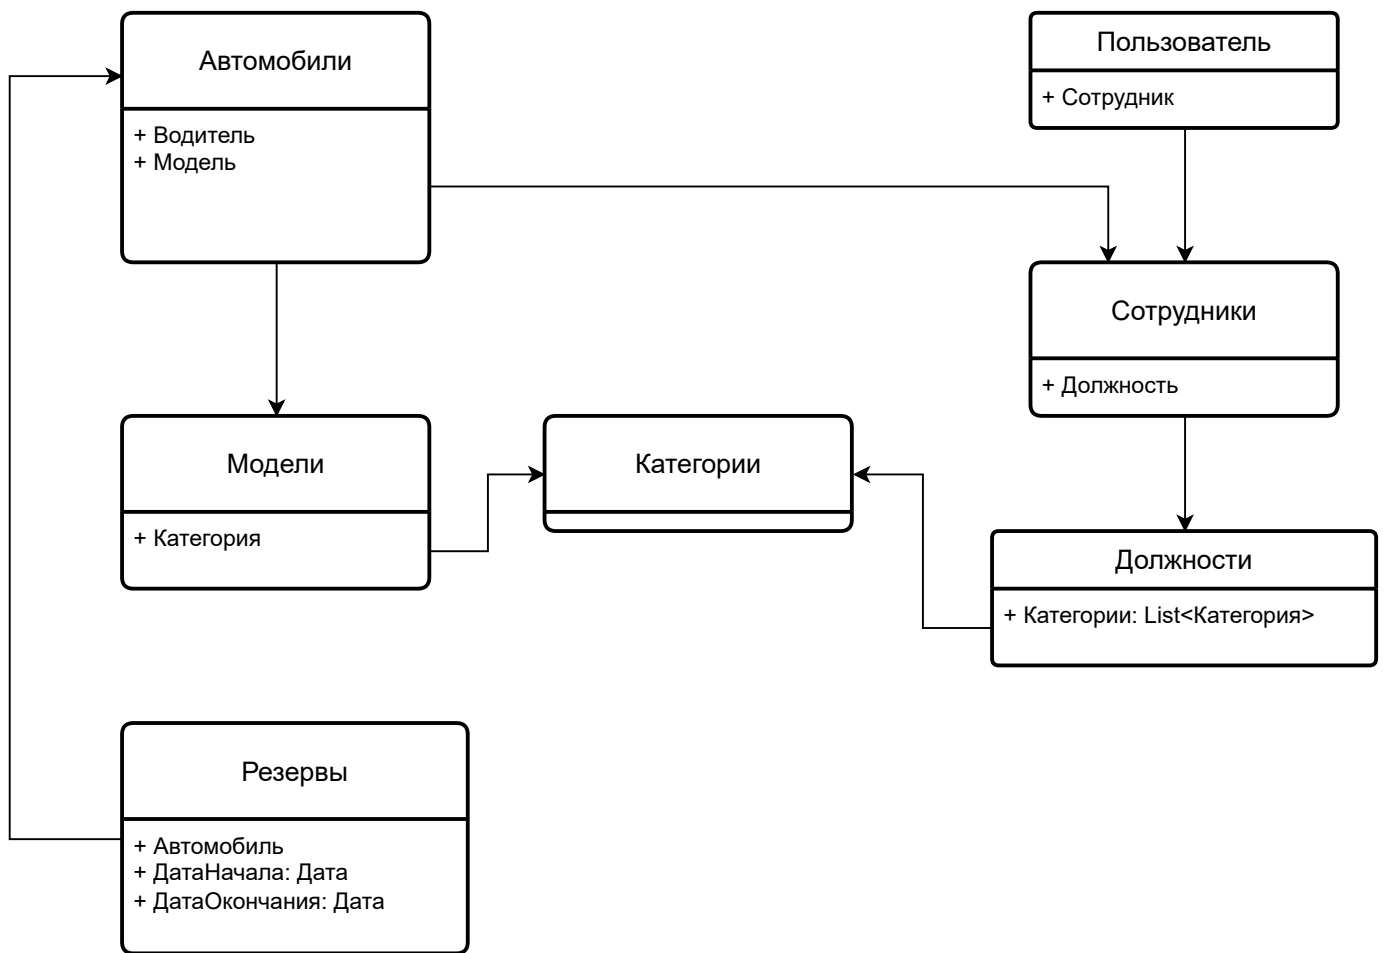 Автомобили
+ Водитель
+ Модель
Пользователь
+ Сотрудник
Сотрудники
+ Должность
Модели
+ Категория
Категории
Должности
+ Категории: List<Категория>
Резервы
+ Автомобиль
+ ДатаНачала: Дата
+ ДатаОкончания: Дата